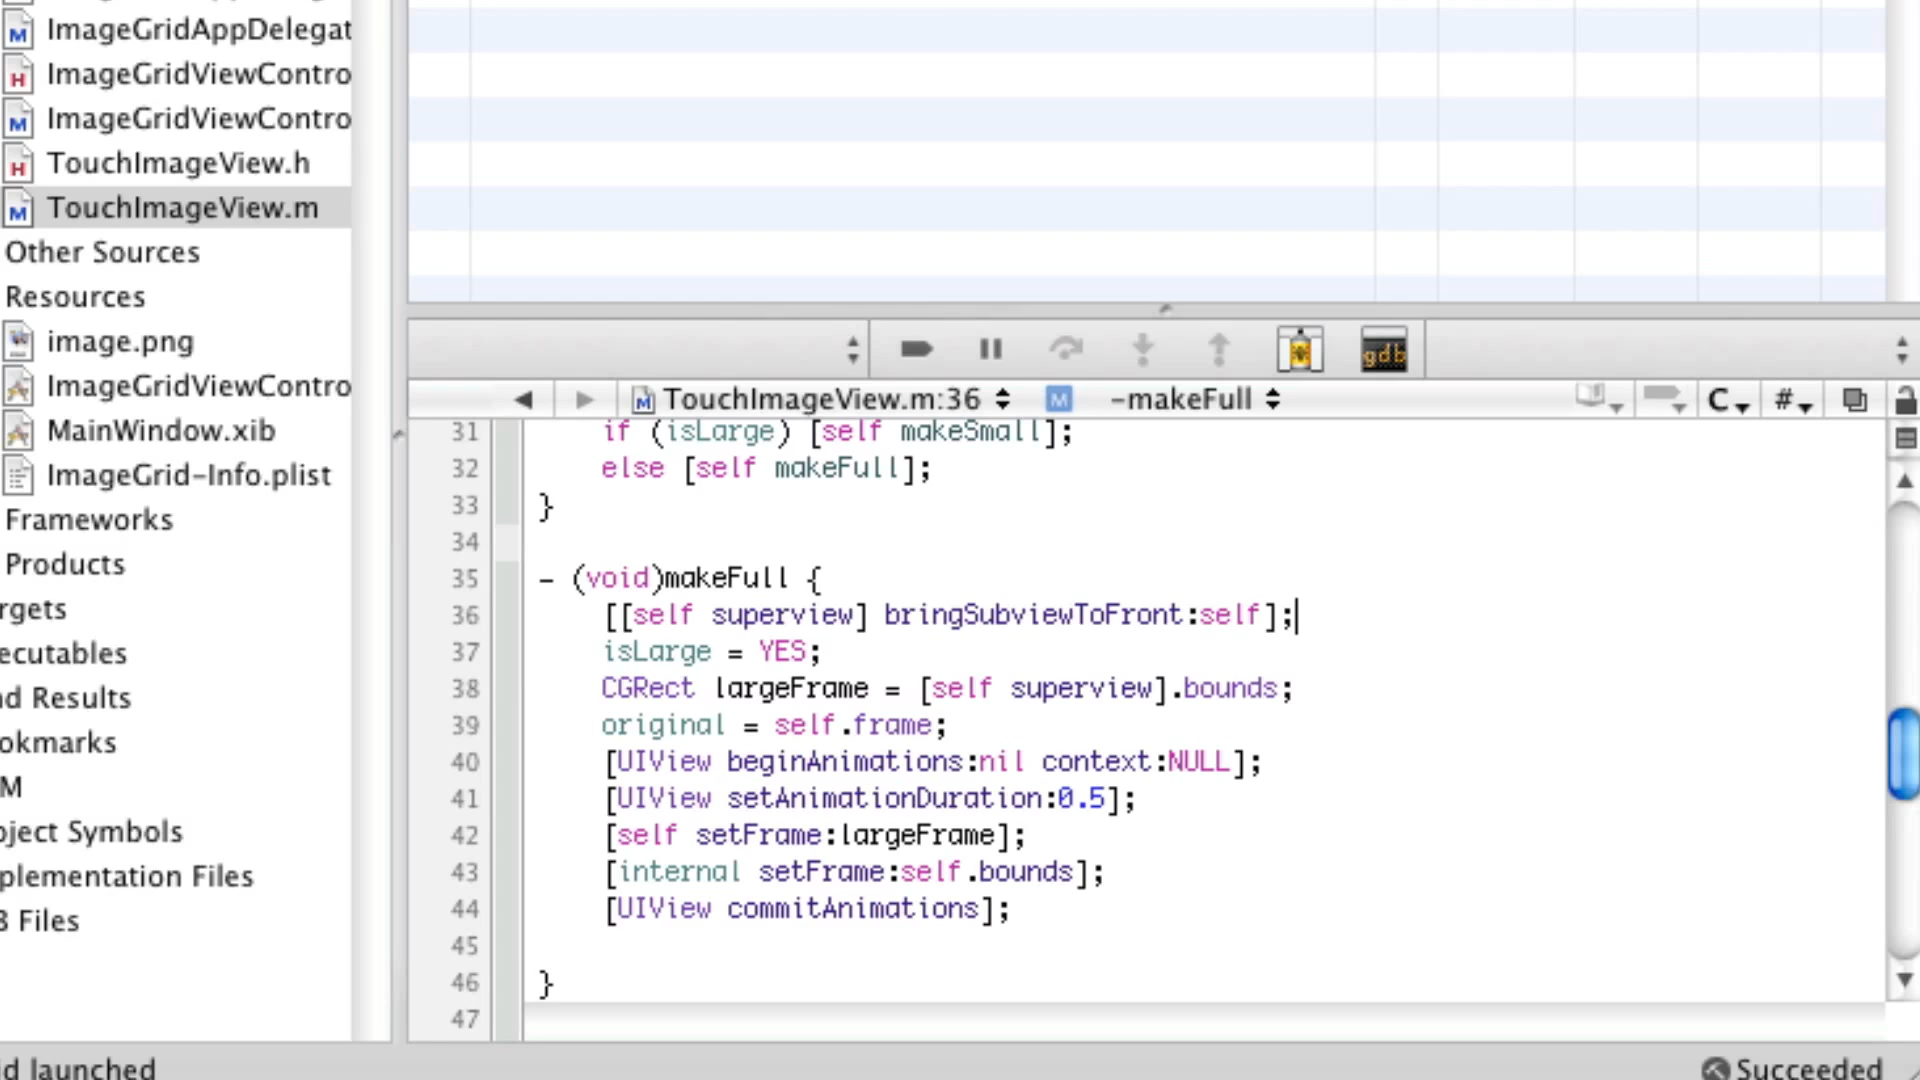 ImageGridAppDelegat
ImageGridViewContro
ImageGridViewContro
TouchImageView.h
TouchImageView.m
Other Sources
Resources
image.png
ImageGridViewContro
MainWindow.xib
ImageGrid-Info.plist
Frameworks
Products
rgets
ecutables
nd Results
okmarks
M
oject Symbols
plementation Files
B Files
gdb
TouchImageView.m:36
M
-makeFull
C
#
31 if (isLarge) [self makeSmall];
32 else [self makeFull];
33 }
34
35 - (void)makeFull {
36 [[self superview] bringSubviewToFront:self];
37 isLarge = YES;
38 CGRect largeFrame = [self superview].bounds;
39 original = self.frame;
40 [UIView beginAnimations:nil context:NULL];
41 [UIView setAnimationDuration:0.5];
42 [self setFrame:largeFrame];
43 [internal setFrame:self.bounds];
44 [UIView commitAnimations];
45
46 }
47
id launched
Succeeded